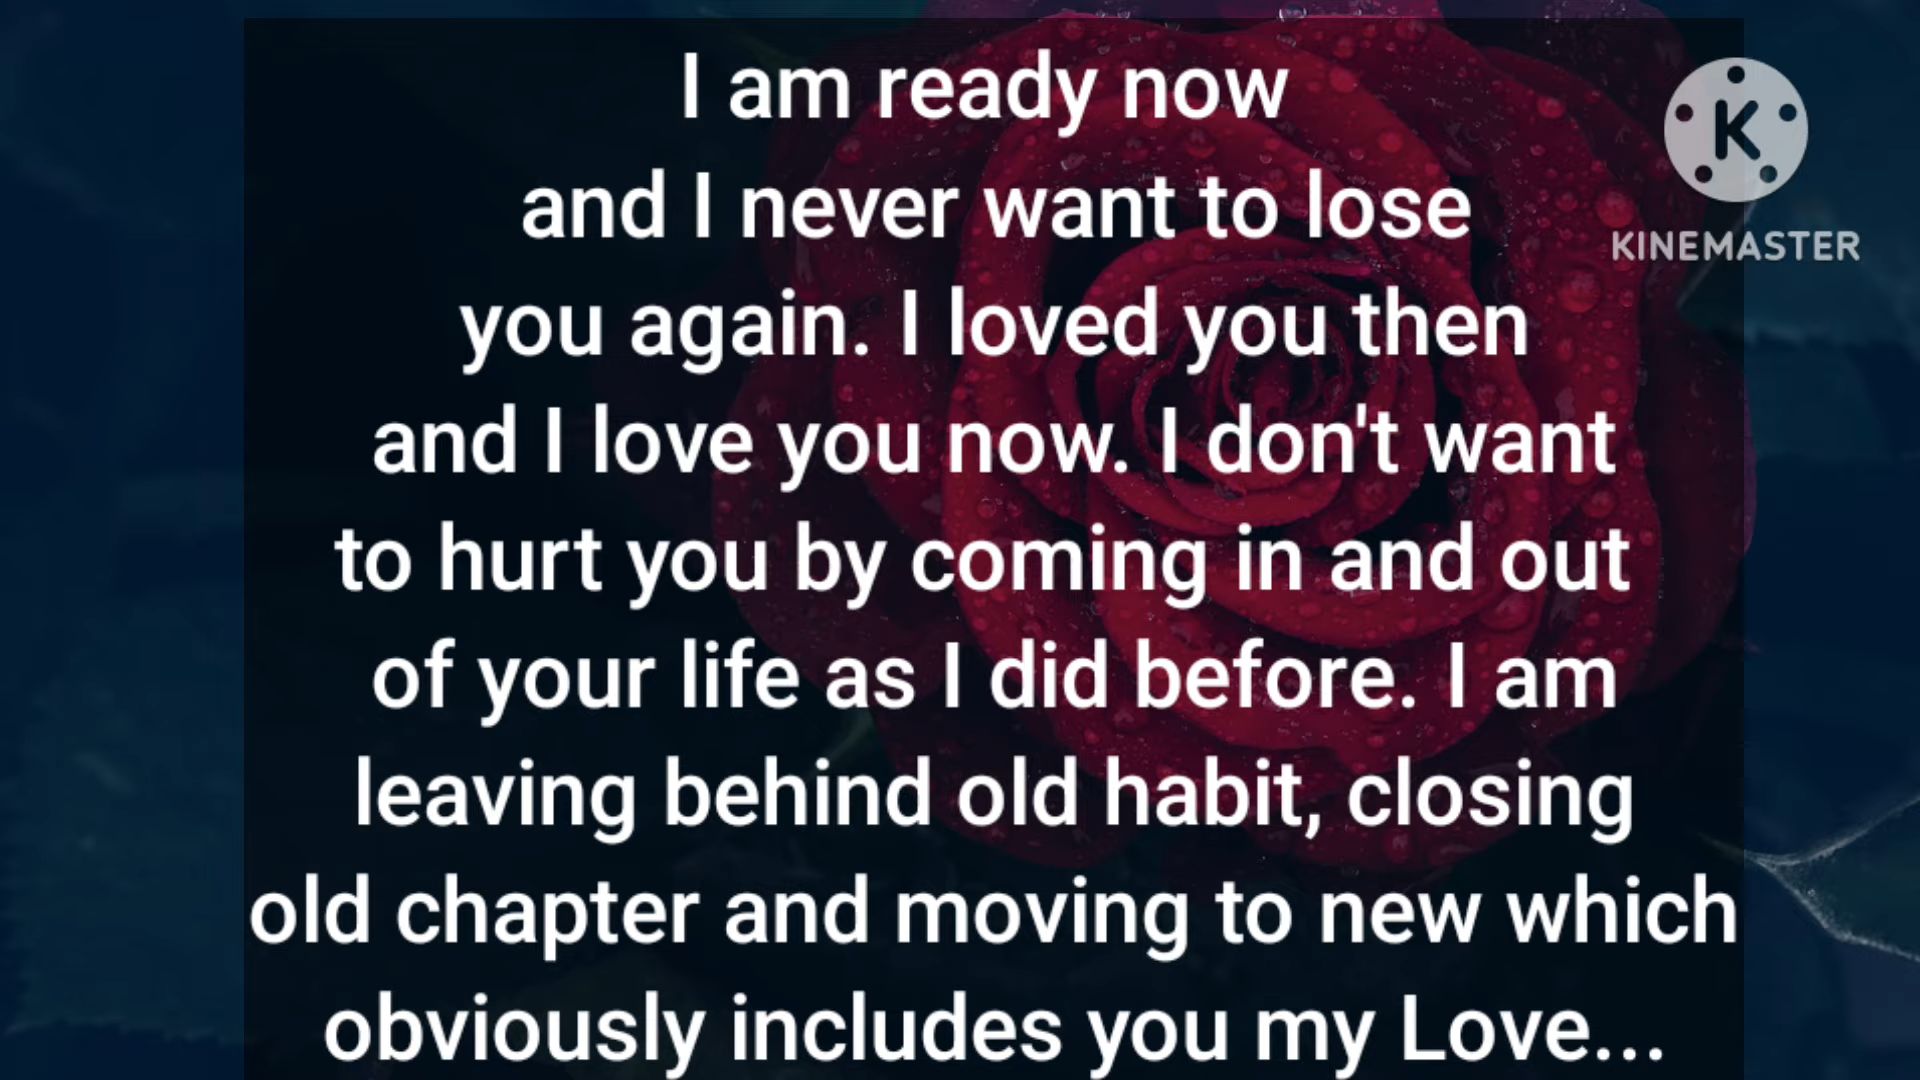 I am ready now
and I never want to lose
you again. I loved you then
and I love you now. I don't want
to hurt you by coming in and out
of your life as I did before. I am
leaving behind old habit, closing
old chapter and moving to new which
obviously includes you my Love...
K
KINEMASTER